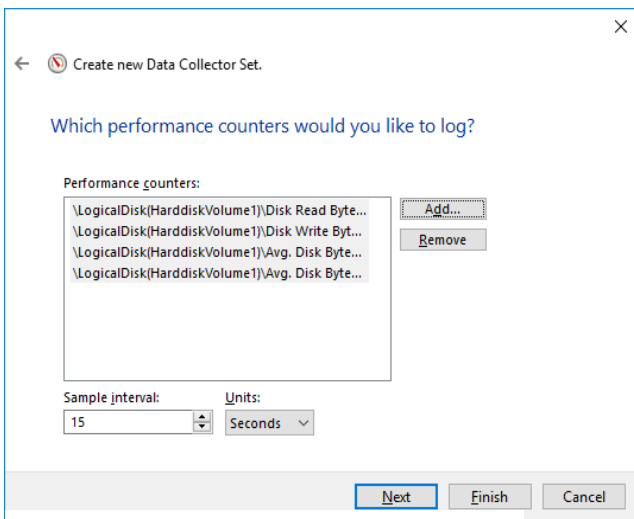 Create new Data Collector Set.
Which performance counters would you like to log?
Performance counters:
\LogicalDisk(HarddiskVolume1)\Disk Read Byte...
\LogicalDisk(HarddiskVolume1)\Disk Write Byt...
\LogicalDisk(HarddiskVolume1)\Avg. Disk Byte...
\LogicalDisk(HarddiskVolume1)\Avg. Disk Byte...
Add...
Remove
Sample interval:
Units:
15
Seconds
Next
Finish
Cancel